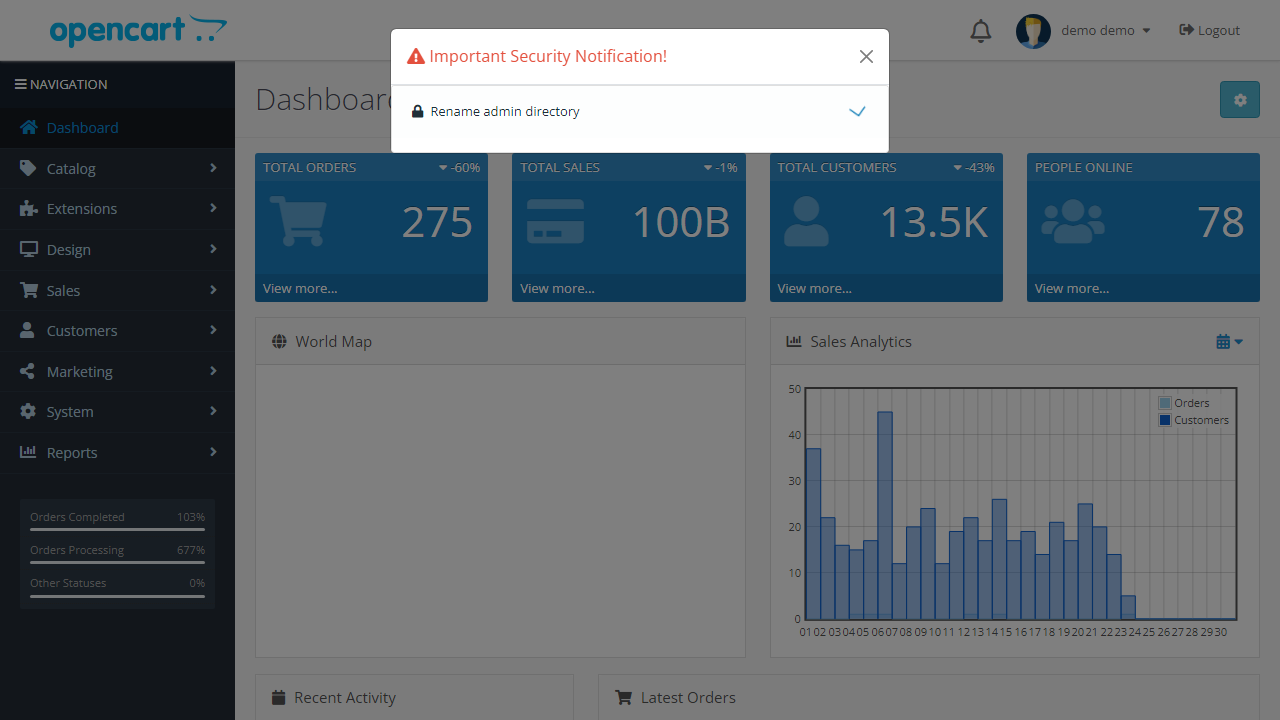 opencart
demo demo
Logout
Important Security Notification!
Rename admin directory
NAVIGATION
Dashboard
Catalog
Extensions
Design
Sales
Customers
Marketing
System
Reports
Orders Completed 103%
Orders Processing 677%
Other Statuses 0%
TOTAL ORDERS -60%
275
View more...
TOTAL SALES -1%
100B
View more...
TOTAL CUSTOMERS -43%
13.5K
View more...
PEOPLE ONLINE
78
View more...
World Map
Sales Analytics
50
40
30
20
10
0
Orders
Customers
01 02 03 04 05 06 07 08 09 10 11 12 13 14 15 16 17 18 19 20 21 22 23 24 25 26 27 28 29 30
Recent Activity
Latest Orders